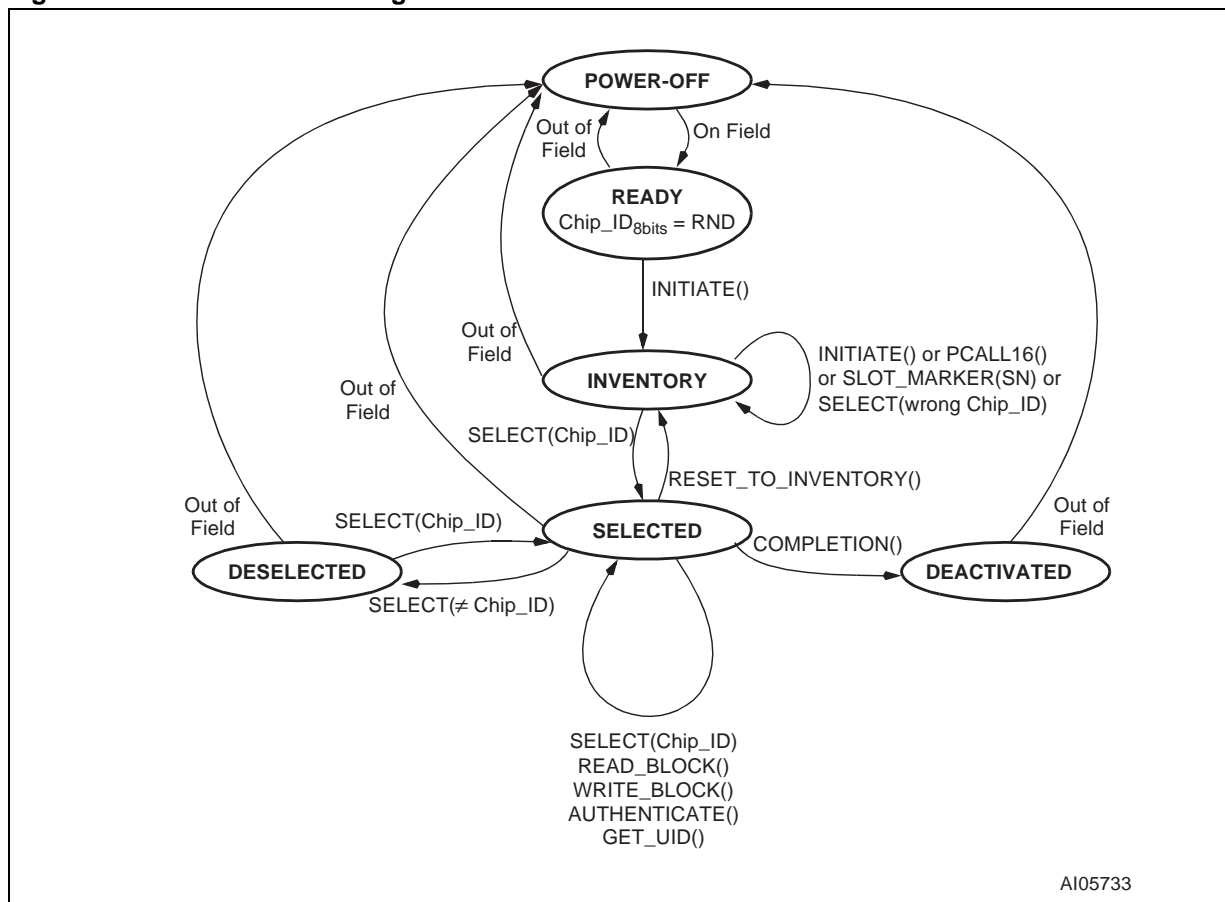 POWER-OFF
Out of
Field
On Field
READY
Chip_ID8bits = RND
INITIATE()
Out of
Field
INVENTORY
INITIATE() or PCALL16()
or SLOT_MARKER(SN) or
SELECT(wrong Chip_ID)
Out of
Field
SELECT(Chip_ID)
RESET_TO_INVENTORY()
Out of
Field
SELECT(Chip_ID)
SELECTED
COMPLETION()
Out of
Field
DESELECTED
DEACTIVATED
SELECT(≠ Chip_ID)
SELECT(Chip_ID)
READ_BLOCK()
WRITE_BLOCK()
AUTHENTICATE()
GET_UID()
AI05733